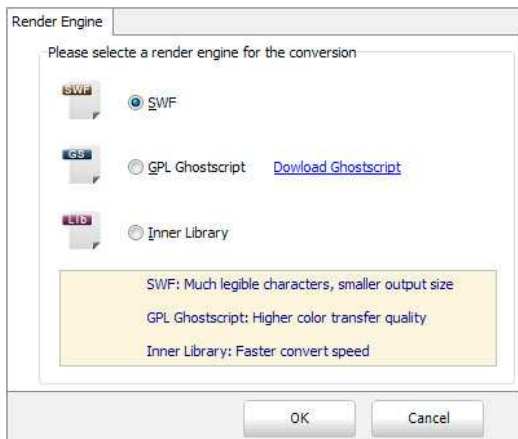 Render Engine
Please selecte a render engine for the conversion
SWF
SWF
GS
GPL Ghostscript Dowload Ghostscript
Lib
Inner Library
SWF: Much legible characters, smaller output size
GPL Ghostscript: Higher color transfer quality
Inner Library: Faster convert speed
OK Cancel